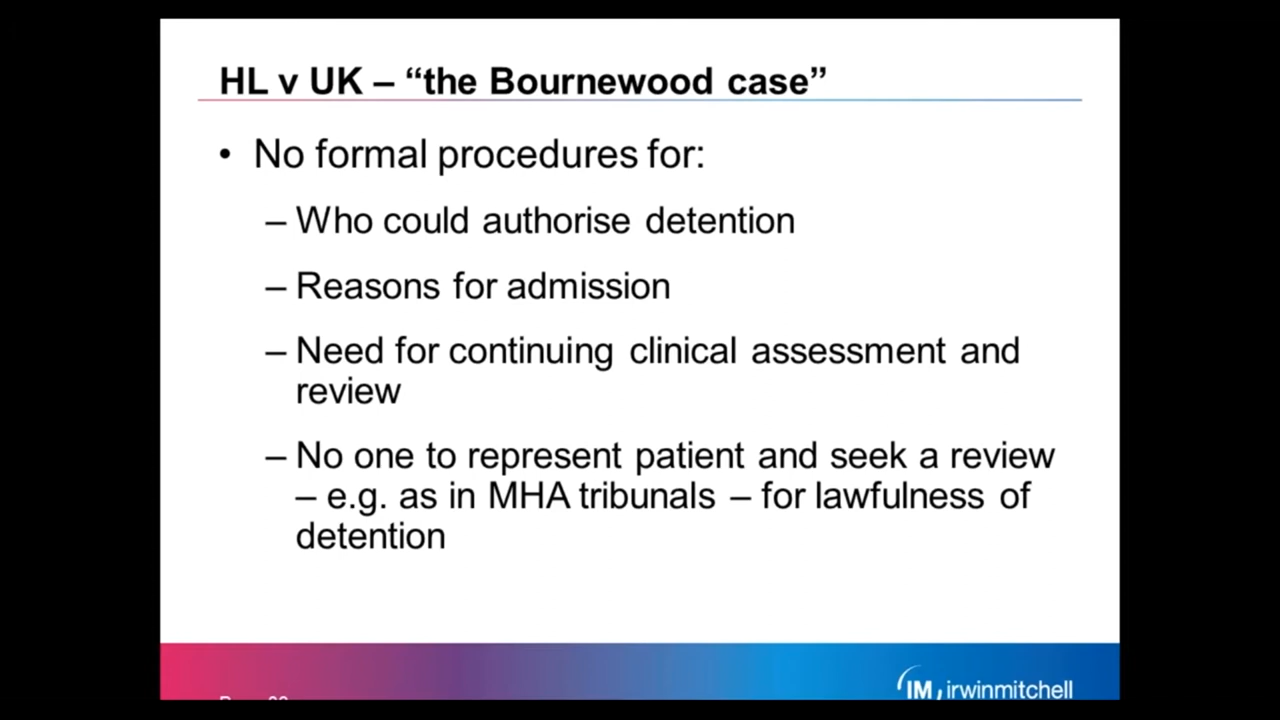 HL v UK – “the Bournewood case”
• No formal procedures for:
– Who could authorise detention
– Reasons for admission
– Need for continuing clinical assessment and
review
– No one to represent patient and seek a review
– e.g. as in MHA tribunals – for lawfulness of
detention
IM irwinmitchell